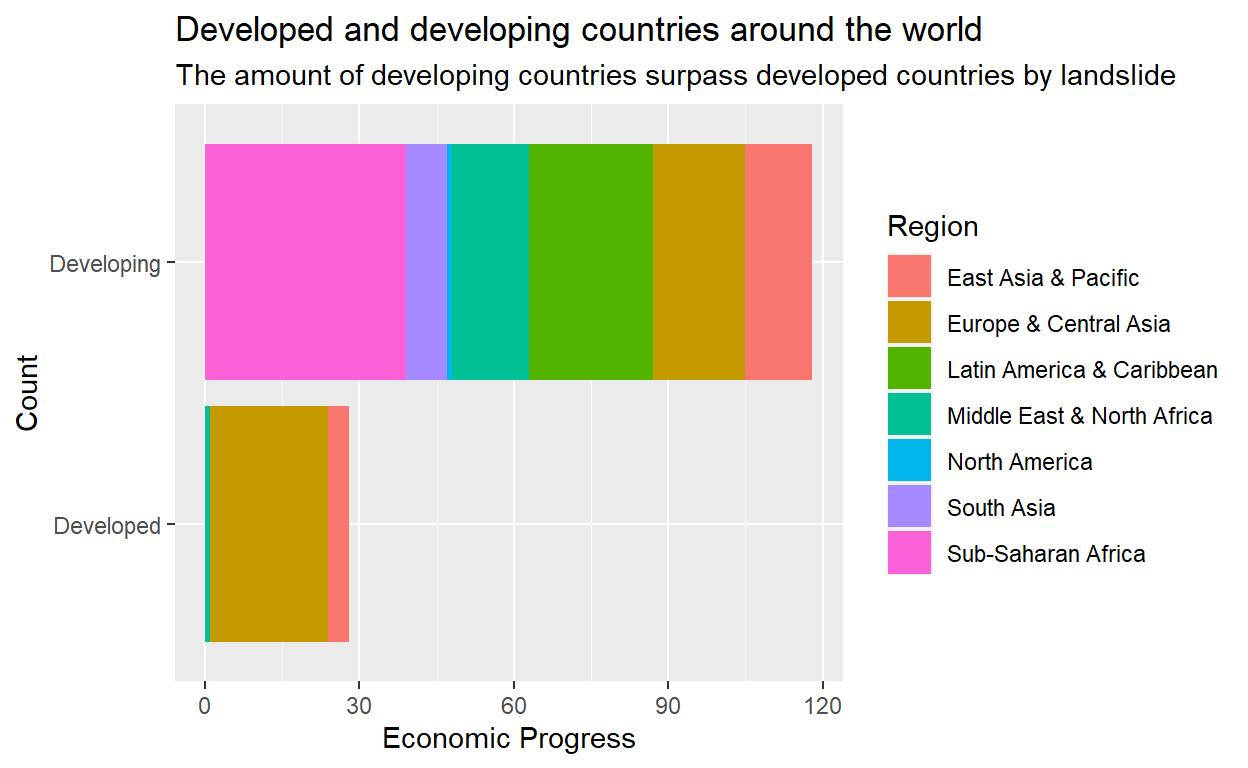 Developed and developing countries around the world
The amount of developing countries surpass developed countries by landslide
Count
Developing
Developed
0 30 60 90 120
Economic Progress
Region
East Asia & Pacific
Europe & Central Asia
Latin America & Caribbean
Middle East & North Africa
North America
South Asia
Sub-Saharan Africa